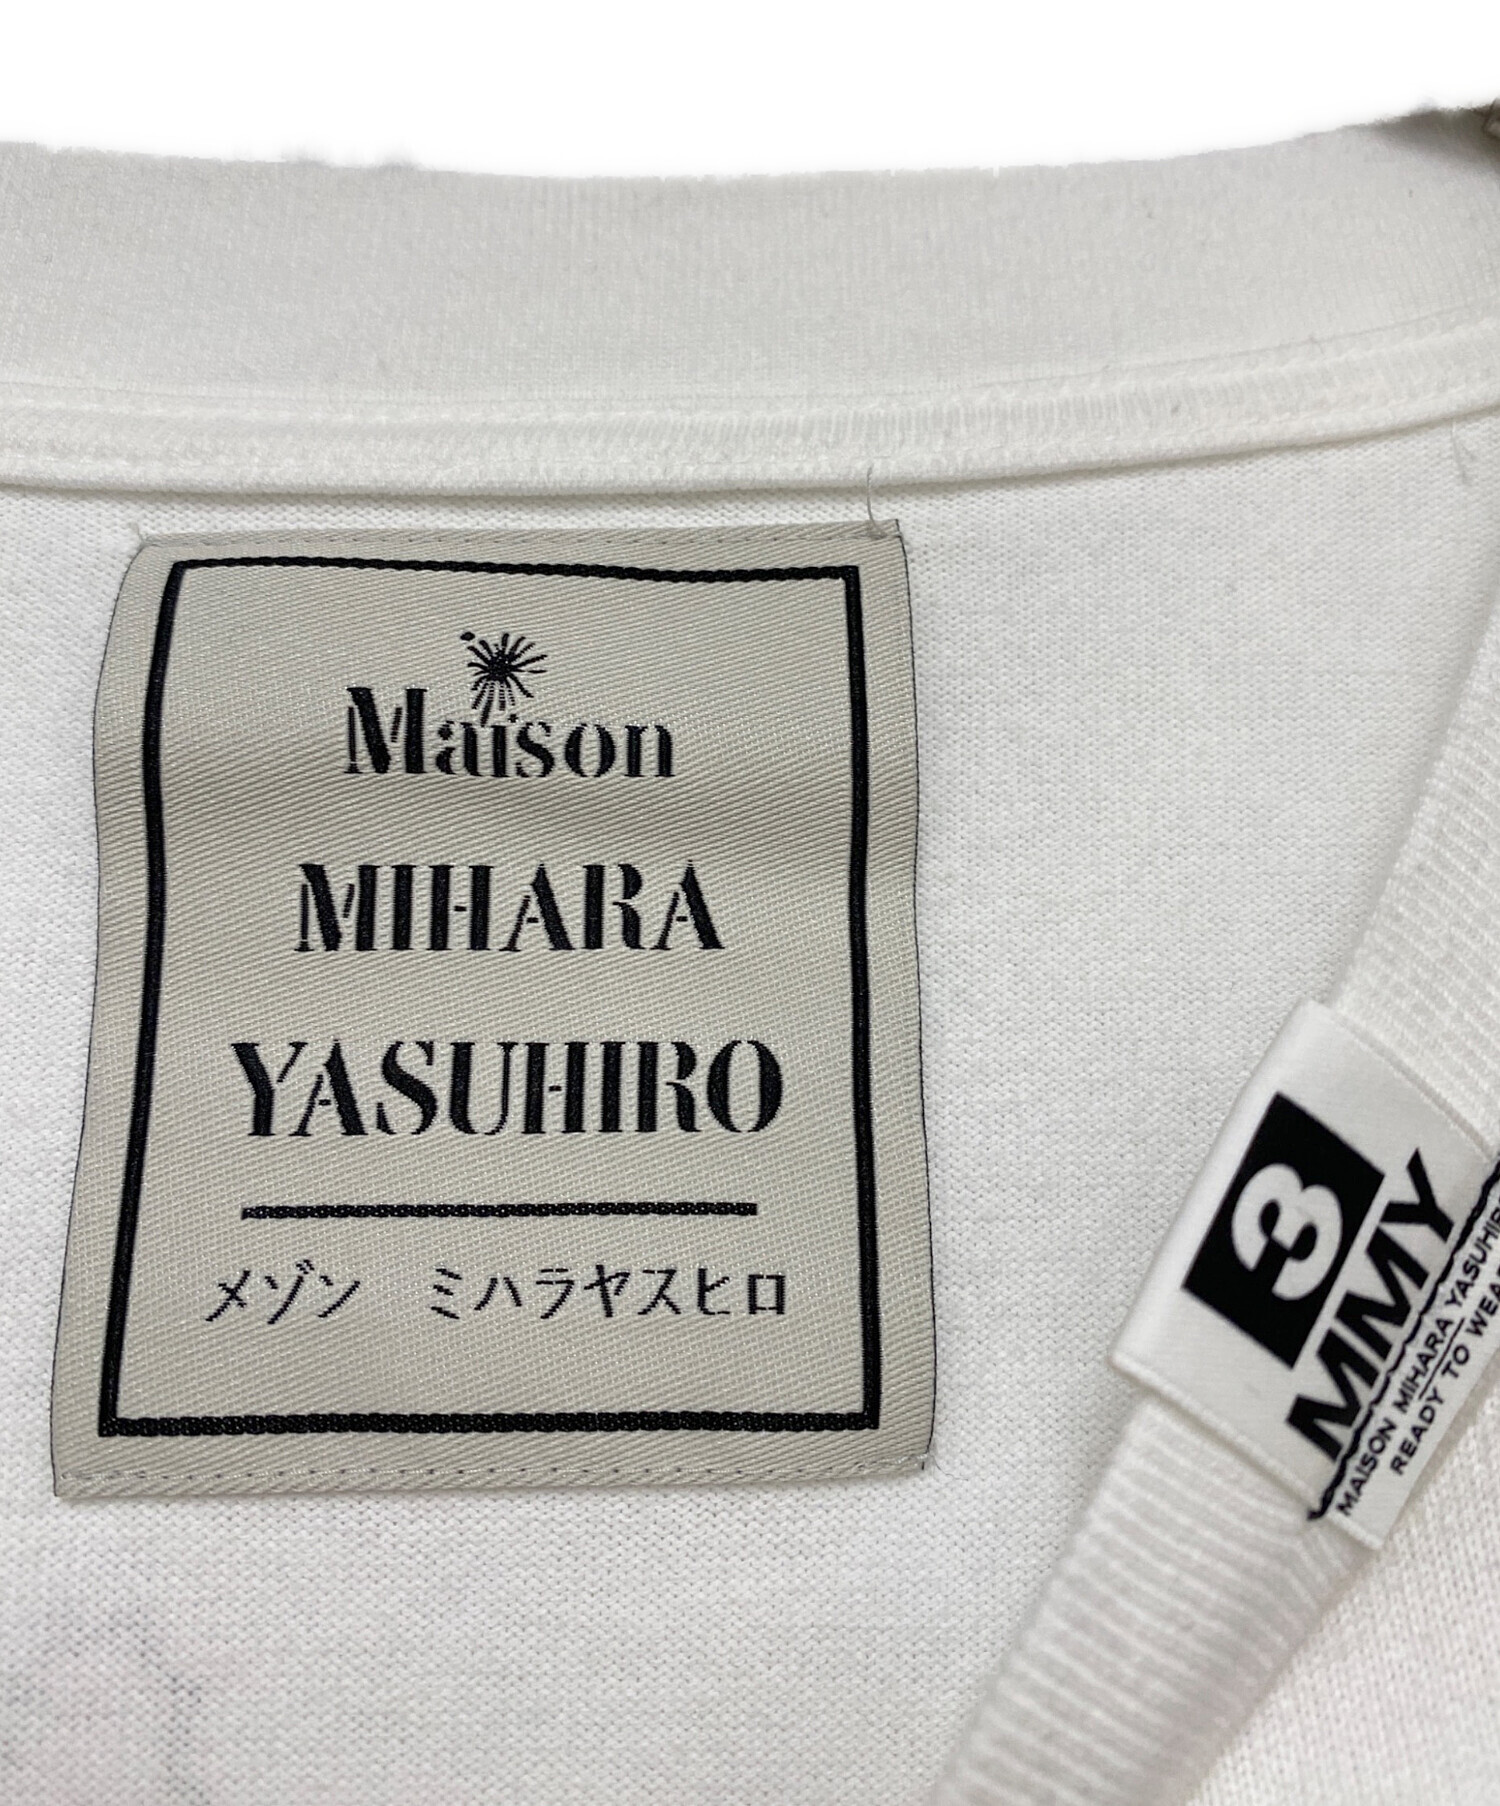 Maison
MIHARA
YASUHIRO
メゾン　ミハラヤスヒロ
3
MMY
MAISON MIHARA YASUHIRO
READY TO WEAR